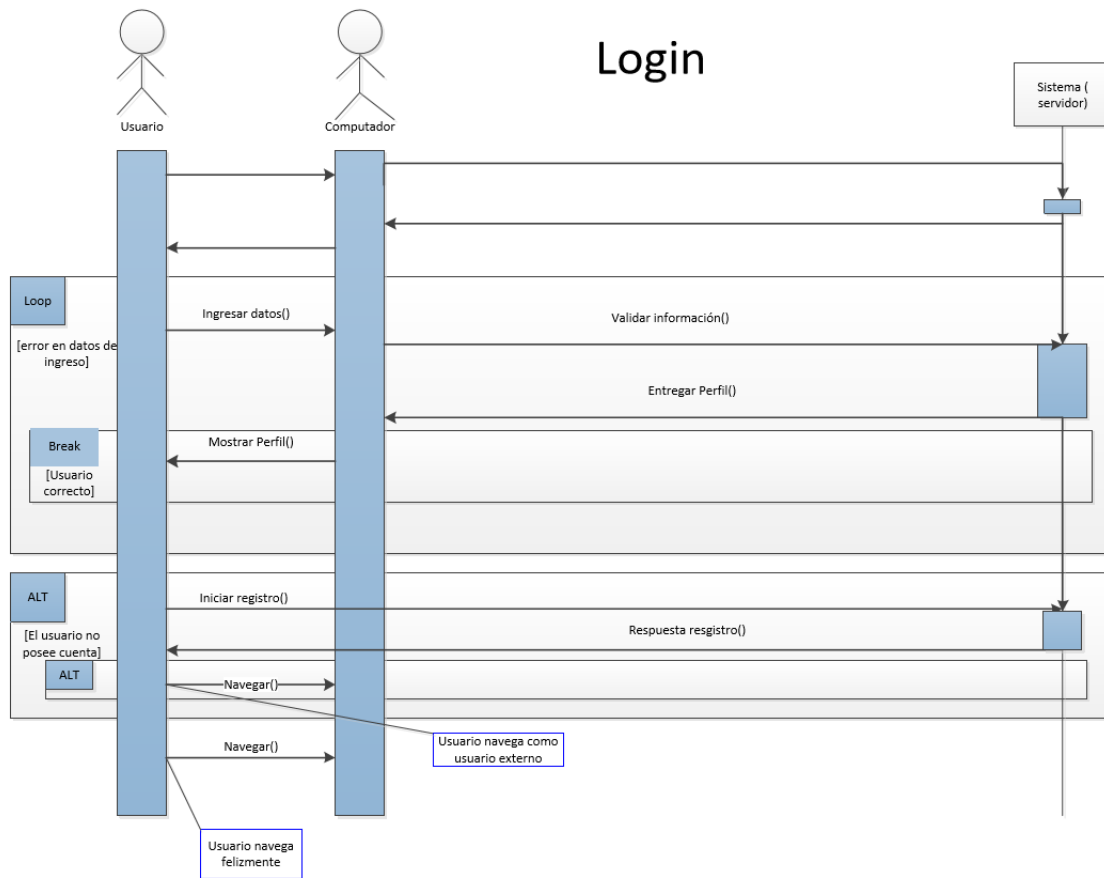 Login
Sistema (
servidor)
Usuario
Computador
Loop
Ingresar datos()
Validar información()
[error en datos de
ingreso]
Entregar Perfil()
Break
Mostrar Perfil()
[Usuario
correcto]
ALT
Iniciar registro()
[El usuario no
posee cuenta]
Respuesta resgistro()
ALT
Navegar()
Usuario navega como
usuario externo
Navegar()
Usuario navega
felizmente